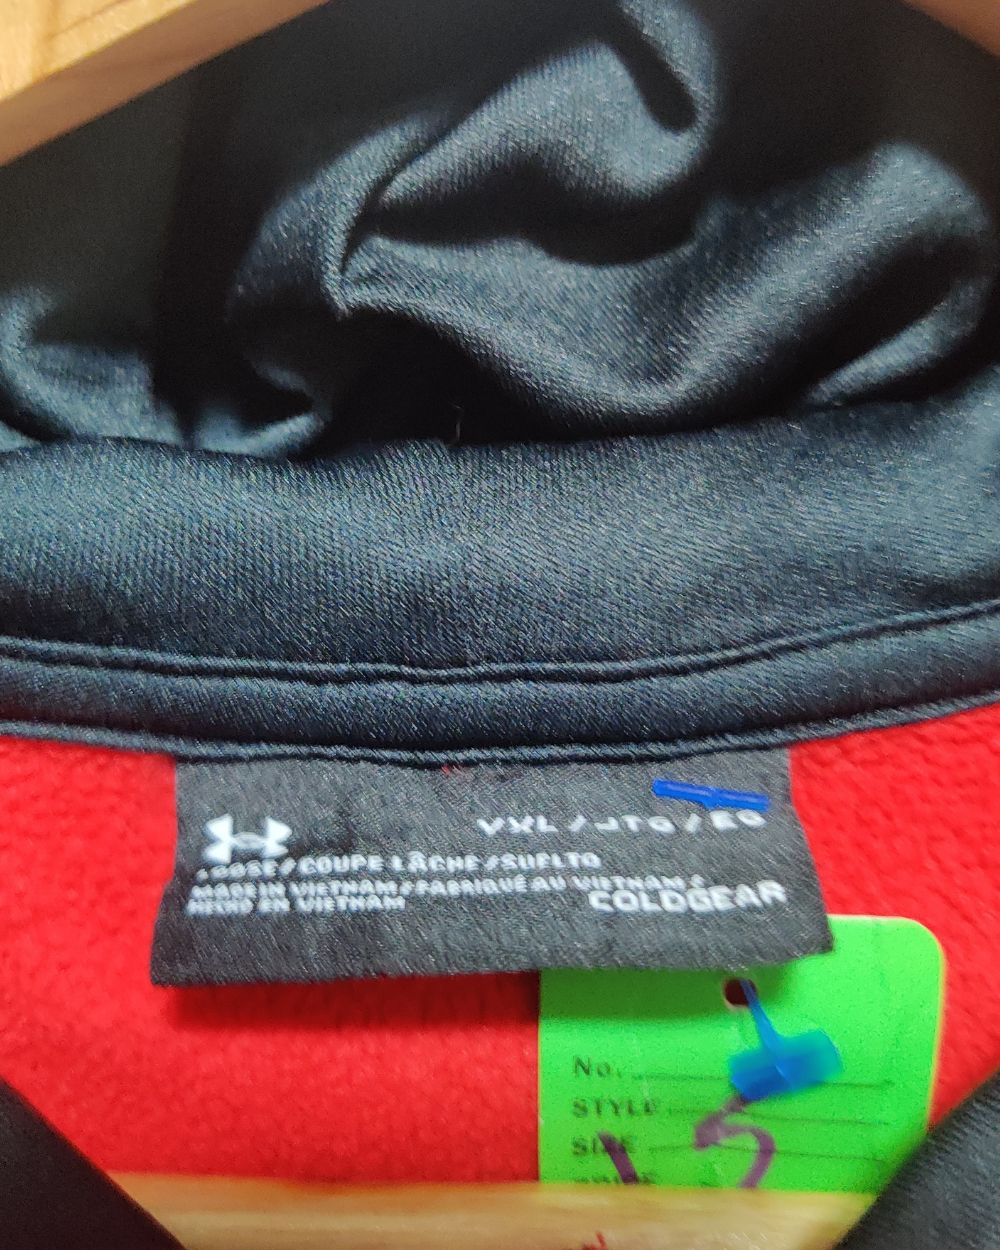 YXL / JTG / EG
LOOSE / COUPE LÂCHE / SUELTO
MADE IN VIETNAM / FABRIQUÉ AU VIETNAM /
HECHO EN VIETNAM
COLDGEAR
No.
STYLE
SIZE
15